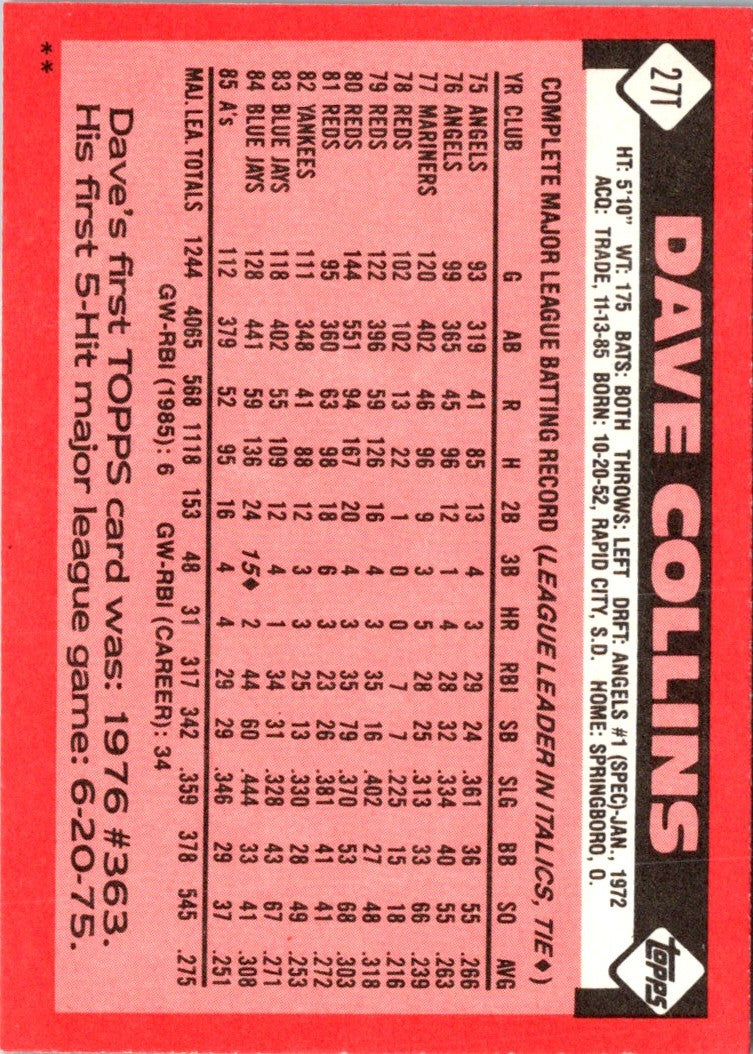 27T
DAVE COLLINS
topps
HT: 5'10" WT: 175 BATS: BOTH THROWS: LEFT DRFT: ANGELS #1 (SPEC)-JAN., 1972
ACQ: TRADE, 11-13-85 BORN: 10-20-52, RAPID CITY, S.D. HOME: SPRINGBORO, O.
COMPLETE MAJOR LEAGUE BATTING RECORD (LEAGUE LEADER IN ITALICS, TIE♦)
YR CLUB G AB R H 2B 3B HR RBI SB SLG BB SO AVG
75 ANGELS 93 319 41 85 13 4 3 29 24 .361 36 55 .266
76 ANGELS 99 365 45 96 12 1 4 28 32 .334 40 55 .263
77 MARINERS 120 402 46 96 9 3 5 28 25 .313 33 66 .239
78 REDS 102 102 13 22 1 0 0 7 7 .225 15 18 .216
79 REDS 122 396 59 126 16 4 3 35 16 .402 27 48 .318
80 REDS 144 551 94 167 20 4 3 35 79 .370 53 68 .303
81 REDS 95 360 63 98 18 6 3 23 26 .381 41 41 .272
82 YANKEES 111 348 41 88 12 3 3 25 13 .330 28 49 .253
83 BLUE JAYS 118 402 55 109 12 4 1 34 31 .328 43 67 .271
84 BLUE JAYS 128 441 59 136 24 15♦ 2 44 60 .444 33 41 .308
85 A's 112 379 52 95 16 4 4 29 29 .346 29 37 .251
MAJ. LEA. TOTALS 1244 4065 568 1118 153 48 31 317 342 .359 378 545 .275
GW-RBI (1985): 6 GW-RBI (CAREER): 34
Dave's first TOPPS card was: 1976 #363.
His first 5-Hit major league game: 6-20-75.
**